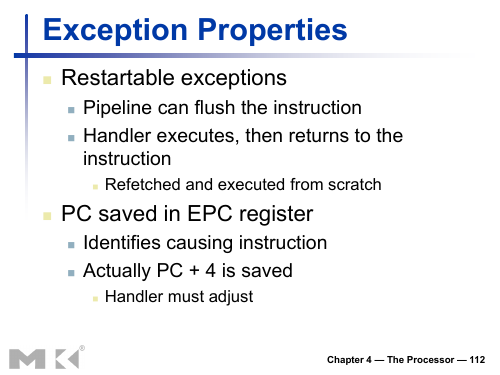 Exception Properties
Restartable exceptions
Pipeline can flush the instruction
Handler executes, then returns to the
instruction
Refetched and executed from scratch
PC saved in EPC register
Identifies causing instruction
Actually PC + 4 is saved
Handler must adjust
MK®
Chapter 4 — The Processor — 112